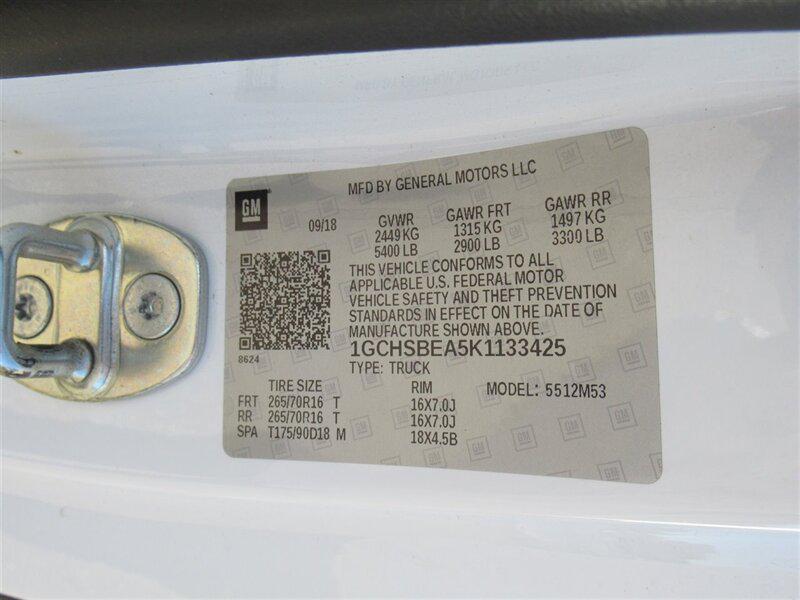 MFD BY GENERAL MOTORS LLC
GM
09/18 GVWR GAWR FRT GAWR RR
2449 KG 1315 KG 1497 KG
5400 LB 2900 LB 3300 LB
THIS VEHICLE CONFORMS TO ALL
APPLICABLE U.S. FEDERAL MOTOR
VEHICLE SAFETY AND THEFT PREVENTION
STANDARDS IN EFFECT ON THE DATE OF
MANUFACTURE SHOWN ABOVE.
8624 1GCHSBEA5K1133425
TYPE: TRUCK
TIRE SIZE RIM MODEL: 5512M53
FRT 265/70R16 T 16X7.0J
RR 265/70R16 T 16X7.0J
SPA T175/90D18 M 18X4.5B